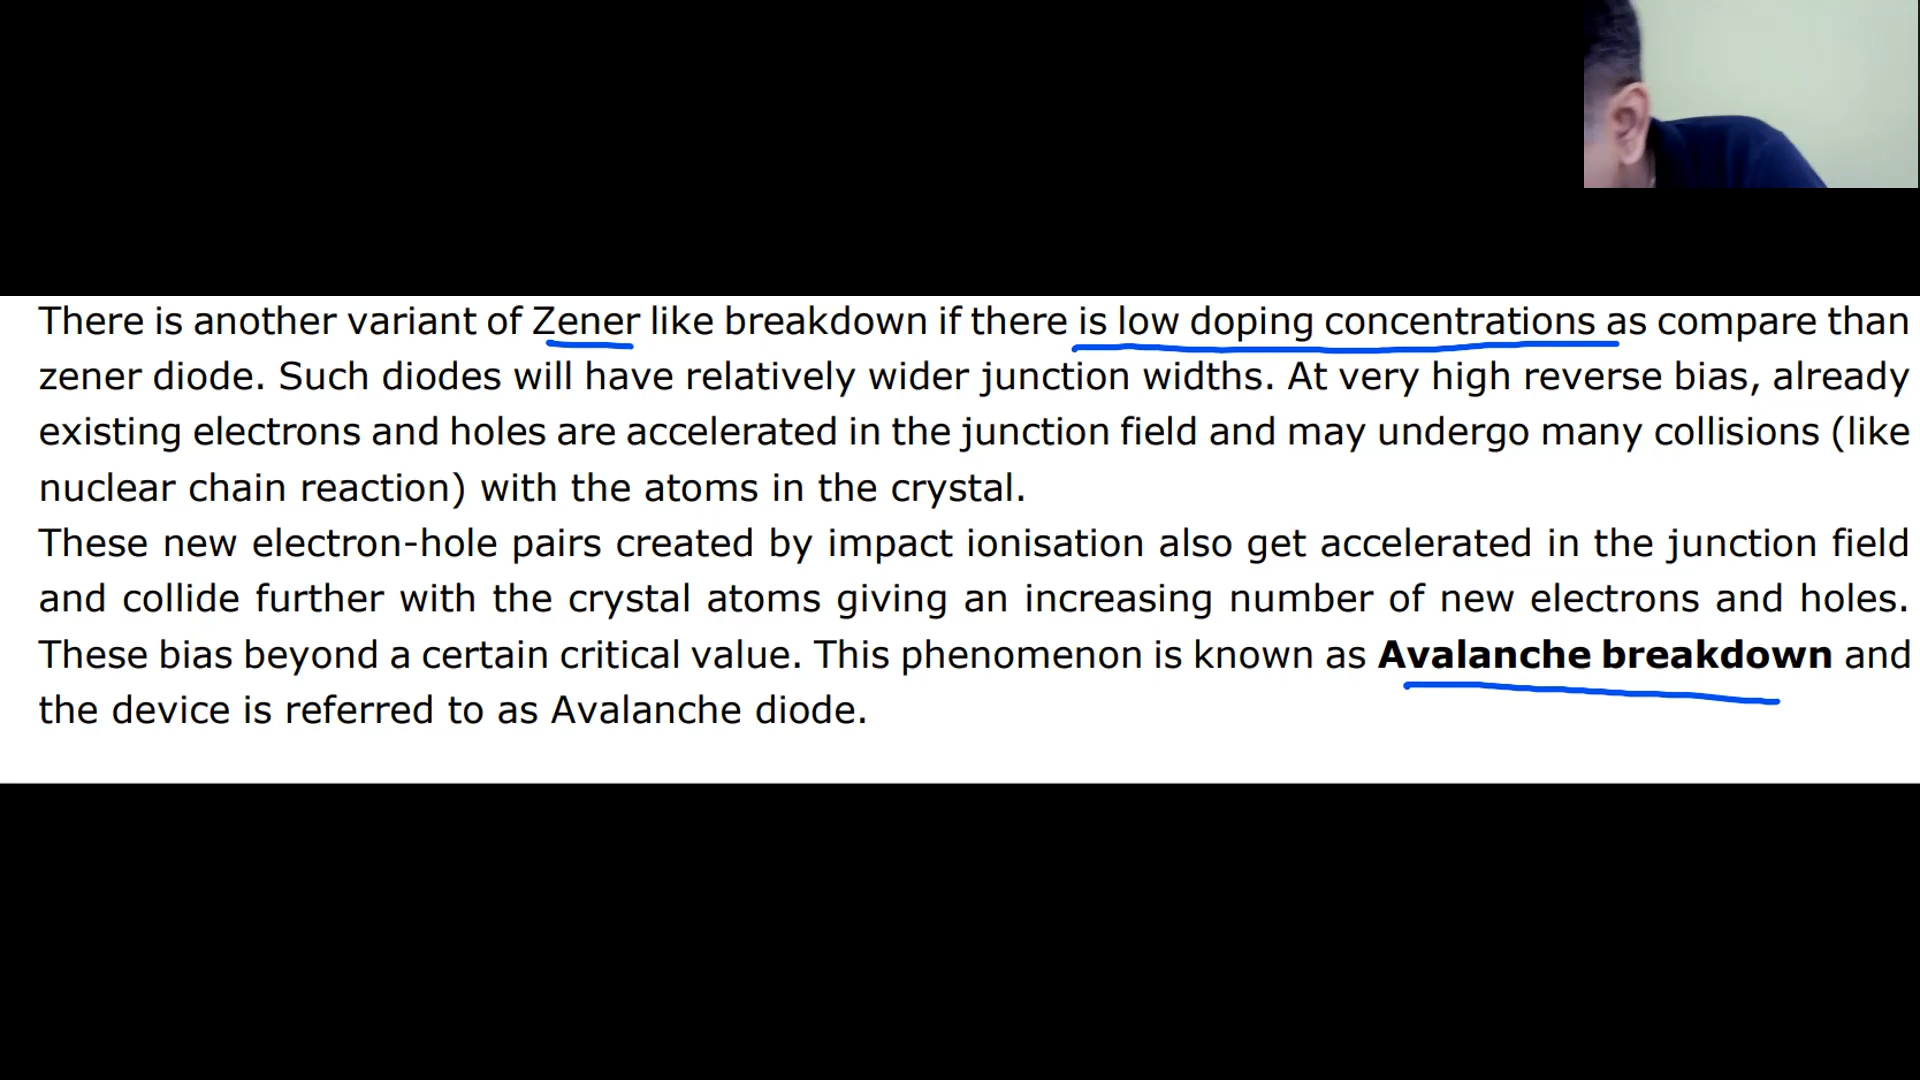 There is another variant of Zener like breakdown if there is low doping concentrations as compare than
zener diode. Such diodes will have relatively wider junction widths. At very high reverse bias, already
existing electrons and holes are accelerated in the junction field and may undergo many collisions (like
nuclear chain reaction) with the atoms in the crystal.
These new electron-hole pairs created by impact ionisation also get accelerated in the junction field
and collide further with the crystal atoms giving an increasing number of new electrons and holes.
These bias beyond a certain critical value. This phenomenon is known as Avalanche breakdown and
the device is referred to as Avalanche diode.